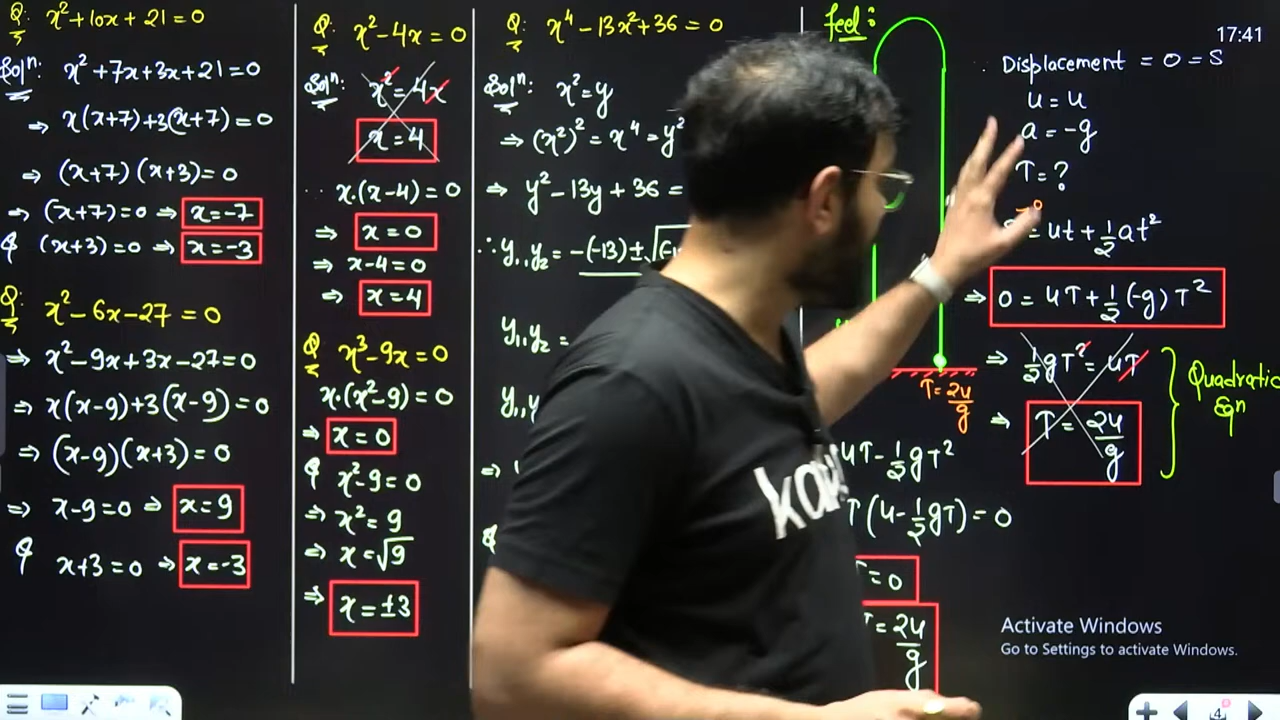 Q: x²+10x+21=0
Solⁿ: x²+7x+3x+21=0
⇒ x(x+7)+3(x+7)=0
⇒ (x+7)(x+3)=0
⇒ (x+7)=0 ⇒ x=-7
& (x+3)=0 ⇒ x=-3
Q: x²-6x-27=0
⇒ x²-9x+3x-27=0
⇒ x(x-9)+3(x-9)=0
⇒ (x-9)(x+3)=0
⇒ x-9=0 ⇒ x=9
& x+3=0 ⇒ x=-3
Q: x²-4x=0
Solⁿ: x²=4x
x=4
x.(x-4)=0
⇒ x=0
⇒ x-4=0
⇒ x=4
Q x³-9x=0
x.(x²-9)=0
⇒ x=0
& x²-9=0
⇒ x²=9
⇒ x=√9
⇒ x=±3
Q: x⁴-13x²+36=0
Solⁿ: x²=y
⇒ (x²)²=x⁴=y²
⇒ y²-13y+36=
∴ y₁,y₂ = -(-13)±√
y₁,y₂ =
y₁,y
⇒
&
feel:
T=2u/g
17:41
Displacement = 0 = S
u=u
a=-g
T=?
=ut+½at²
⇒ 0=uT+½(-g)T²
⇒ ½gT²=uT
⇒ T=2u/g
Quadratic
Eqn
uT-½gT²
T(u-½gT)=0
T=0
T=2u/g
Activate Windows
Go to Settings to activate Windows.
4